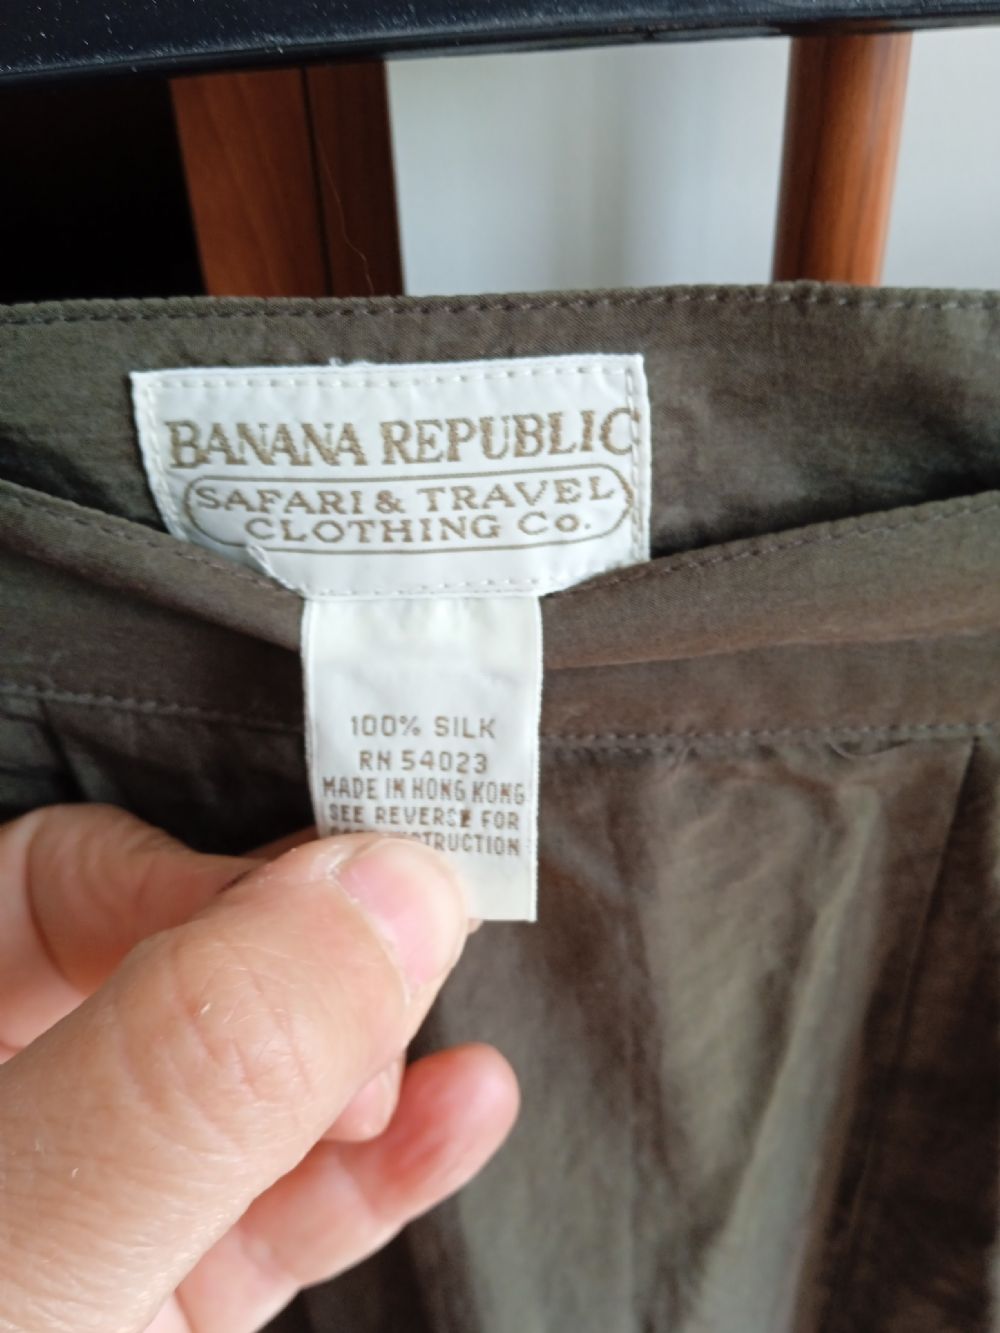 BANANA REPUBLIC
SAFARI & TRAVEL
CLOTHING Co.
100% SILK
RN 54023
MADE IN HONG KONG
SEE REVERSE FOR